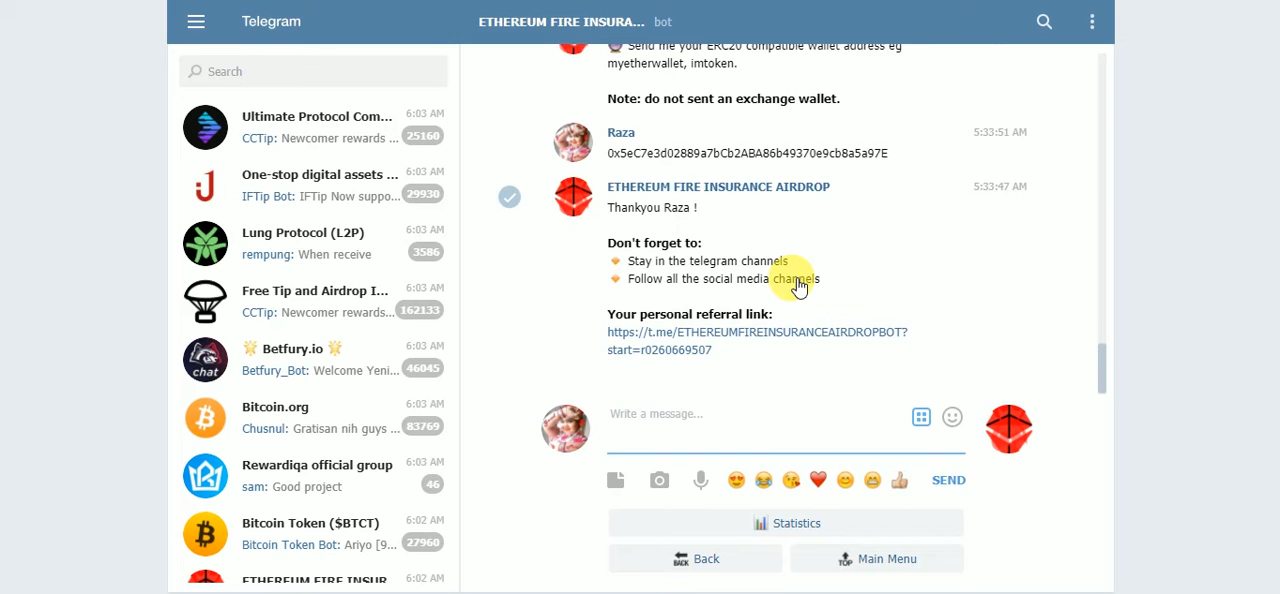 Telegram
ETHEREUM FIRE INSURA... bot
Search
Ultimate Protocol Com... 6:03 AM
CCTip: Newcomer rewards ... 25160
One-stop digital assets ... 6:03 AM
IFTip Bot: IFTip Now suppo... 29930
Lung Protocol (L2P) 6:03 AM
rempung: When receive 3586
Free Tip and Airdrop I... 6:03 AM
CCTip: Newcomer rewards... 162133
Betfury.io 6:03 AM
chat
Betfury_Bot: Welcome Yeni... 46045
Bitcoin.org 6:03 AM
Chusnul: Gratisan nih guys ... 83769
Rewardiqa official group 6:03 AM
sam: Good project 46
Bitcoin Token ($BTCT) 6:02 AM
Bitcoin Token Bot: Ariyo [9... 27960
ETHEREUM FIRE INSUR 6:02 AM
Send me your ERC20 compatible wallet address eg
myetherwallet, imtoken.
Note: do not sent an exchange wallet.
Raza 5:33:51 AM
0x5eC7e3d02889a7bCb2ABA86b49370e9cb8a5a97E
ETHEREUM FIRE INSURANCE AIRDROP 5:33:47 AM
Thankyou Raza !
Don't forget to:
Stay in the telegram channels
Follow all the social media channels
Your personal referral link:
https://t.me/ETHEREUMFIREINSURANCEAIRDROPBOT?
start=r0260669507
Write a message...
SEND
Statistics
BACK Back
TOP Main Menu